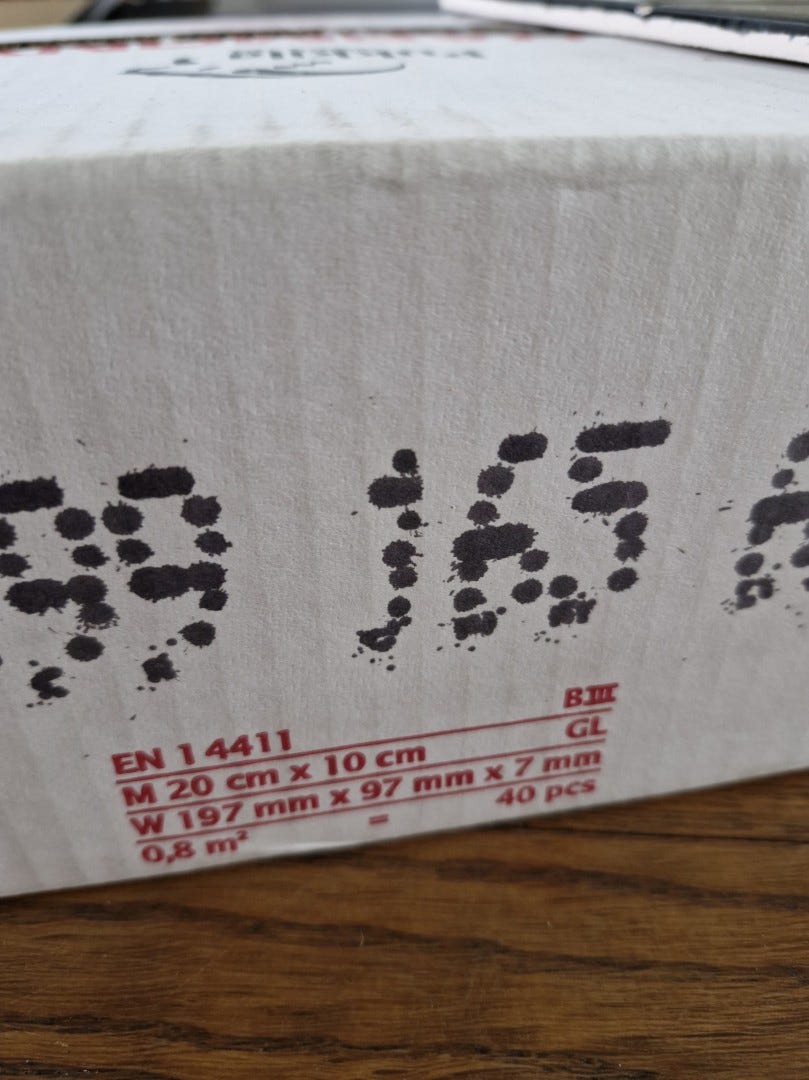 99 165
EN 14411 BIII
M 20 cm x 10 cm GL
W 197 mm x 97 mm x 7 mm
0,8 m² = 40 pcs